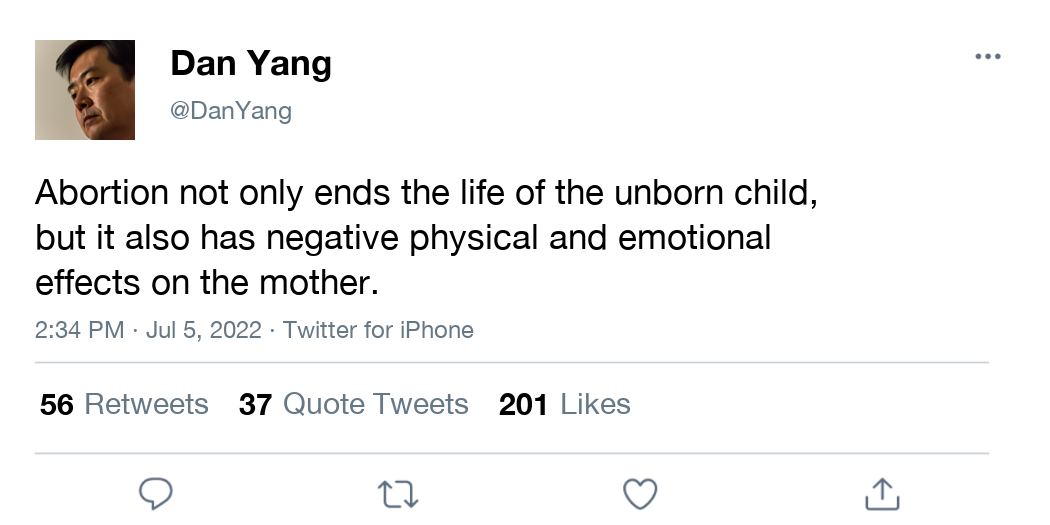 Dan Yang
@DanYang
Abortion not only ends the life of the unborn child,
but it also has negative physical and emotional
effects on the mother.
2:34 PM · Jul 5, 2022 · Twitter for iPhone
56 Retweets 37 Quote Tweets 201 Likes